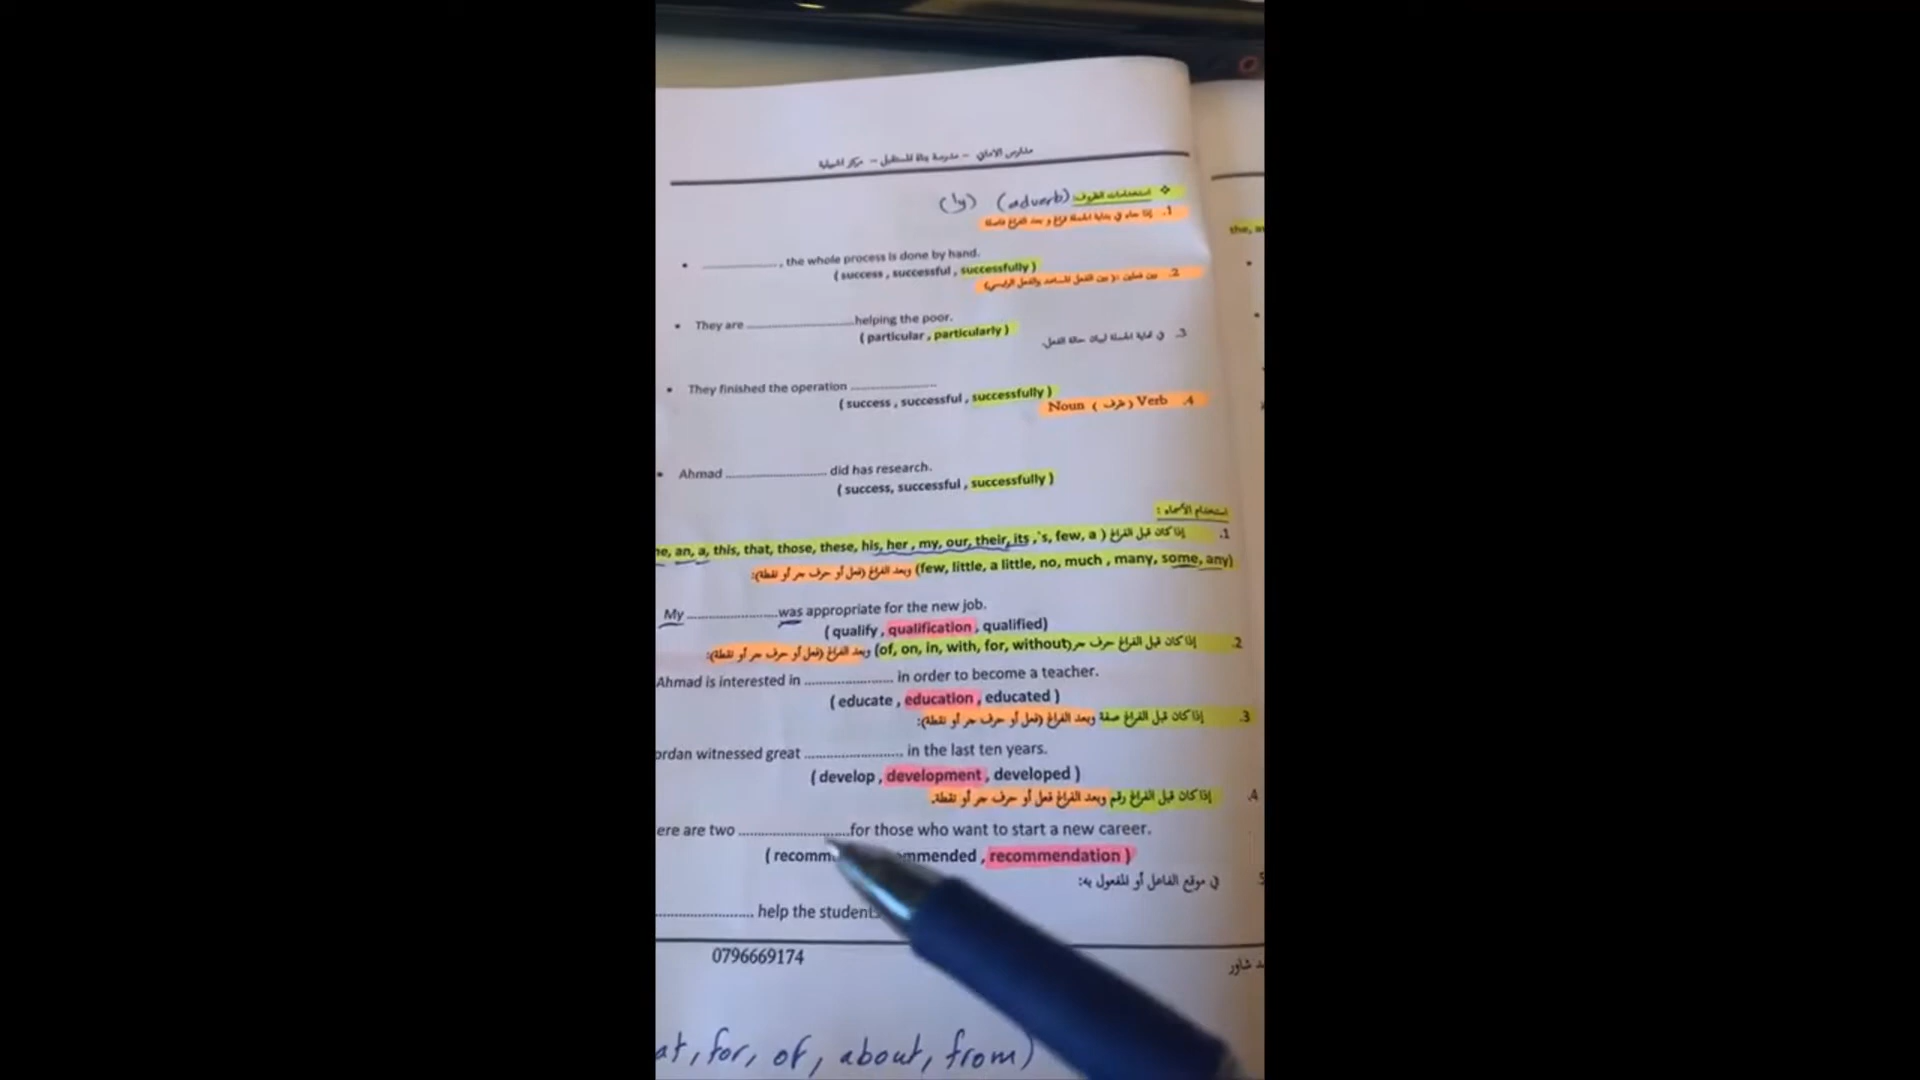 مدارس الاماني - مدرسة بناة المستقبل - مركز الجبيلية
❖ استخدامات الظروف: (adverb) (ly)
1. إذا جاء في بداية الجملة فراغ و بعد الفراغ فاصلة
• ................, the whole process is done by hand.
(success, successful, successfully)
2. بين فعلين :( بين الفعل المساعد والفعل الرئيسي)
• They are ........................helping the poor.
(particular, particularly)
3. في نهاية الجملة لبيان حالة الفعل.
• They finished the operation ....................
(success, successful, successfully)
4. Noun ( ظرف ) Verb
• Ahmad ........................ did has research.
(success, successful, successfully)
استخدام الأسماء :
1. إذا كان قبل الفراغ ( he, an, a, this, that, those, these, his, her, my, our, their, its,`s, few, a
(few, little, a little, no, much, many, some, any) وبعد الفراغ (فعل أو حرف جر أو نقطة):
My ......................was appropriate for the new job.
(qualify, qualification, qualified)
2. إذا كان قبل الفراغ حرف جر(of, on, in, with, for, without) وبعد الفراغ (فعل أو حرف جر أو نقطة):
Ahmad is interested in ...................... in order to become a teacher.
(educate, education, educated)
3. إذا كان قبل الفراغ صفة وبعد الفراغ (فعل أو حرف جر أو نقطة):
ordan witnessed great ........................ in the last ten years.
(develop, development, developed)
4. إذا كان قبل الفراغ رقم وبعد الفراغ فعل أو حرف جر أو نقطة.
ere are two ..........................for those who want to start a new career.
(recomm mmended, recommendation)
5 في موقع الفاعل أو المفعول به:
........................ help the students
0796669174
شاور
at, for, of, about, from)
the, an